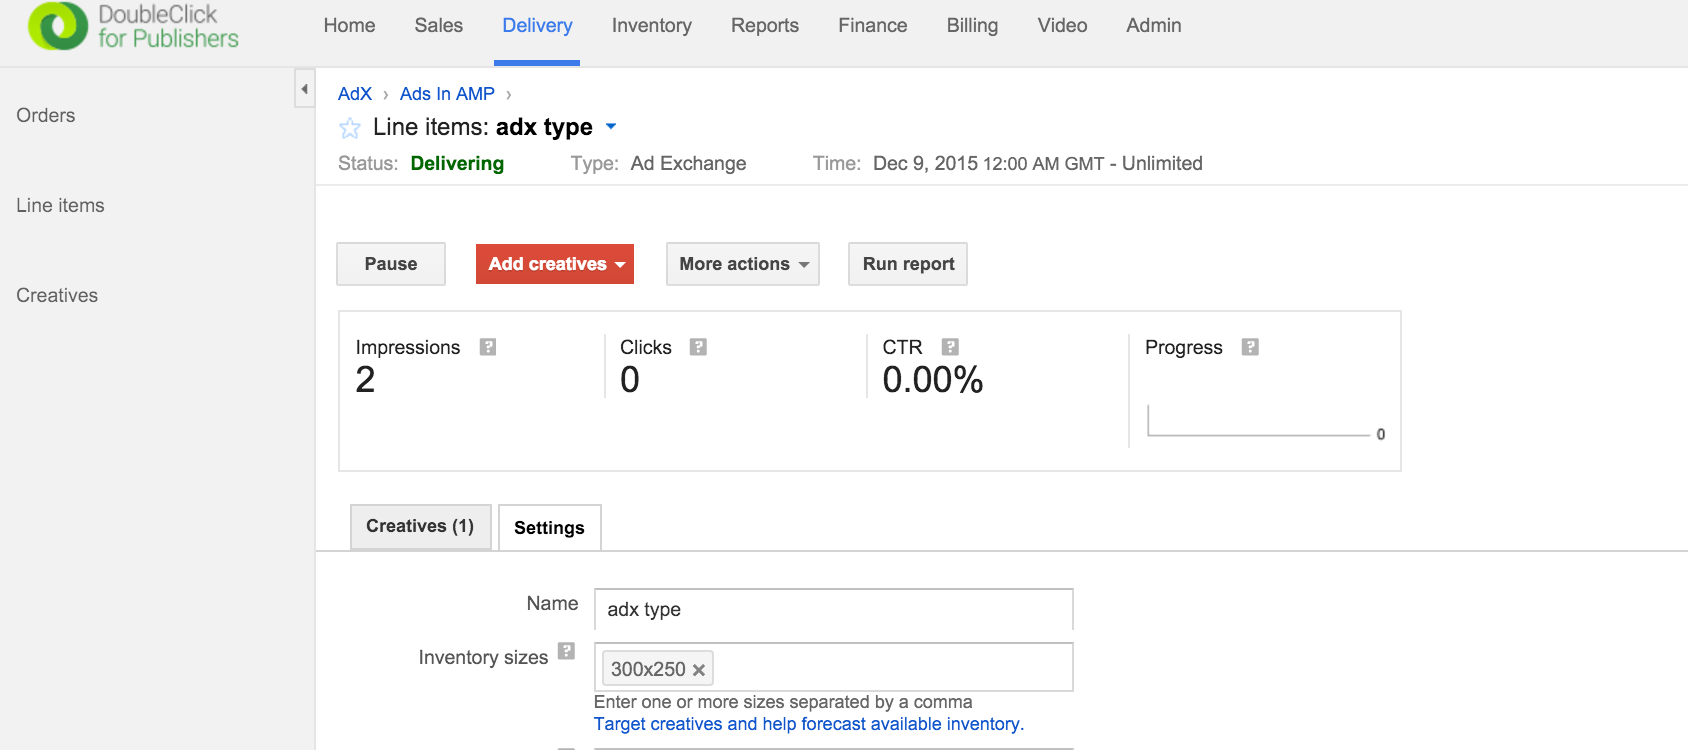 DoubleClick
for Publishers
Home Sales Delivery Inventory Reports Finance Billing Video Admin
Orders
Line items
Creatives
AdX › Ads In AMP ›
Line items: adx type
Status: Delivering Type: Ad Exchange Time: Dec 9, 2015 12:00 AM GMT - Unlimited
Pause Add creatives More actions Run report
Impressions ? Clicks ? CTR ? Progress ?
2 0 0.00%
0
Creatives (1) Settings
Name adx type
Inventory sizes ? 300x250 ×
Enter one or more sizes separated by a comma
Target creatives and help forecast available inventory.